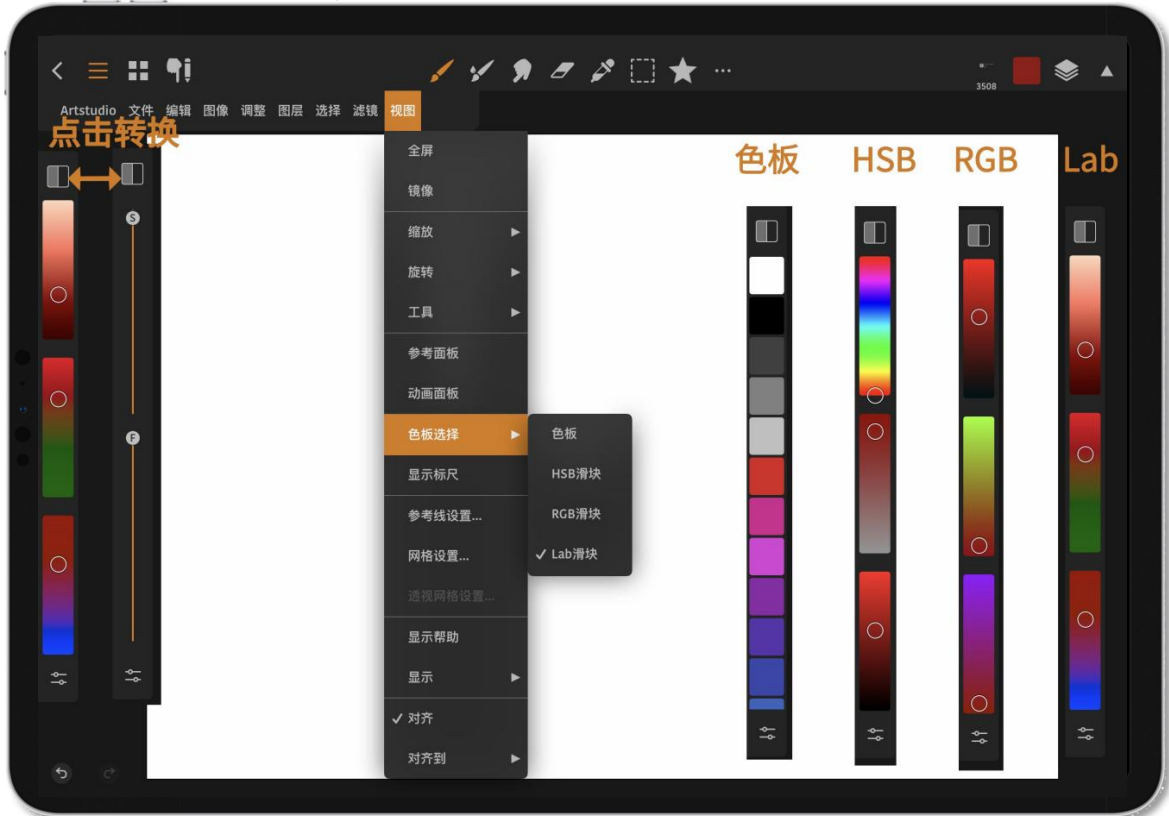 3508
Artstudio 文件 编辑 图像 调整 图层 选择 滤镜 视图
点击转换
色板 HSB RGB Lab
S
F
全屏
镜像
缩放
旋转
工具
参考面板
动画面板
色板选择
显示标尺
参考线设置...
网格设置...
透视网格设置...
显示帮助
显示
对齐
对齐到
色板
HSB滑块
RGB滑块
Lab滑块